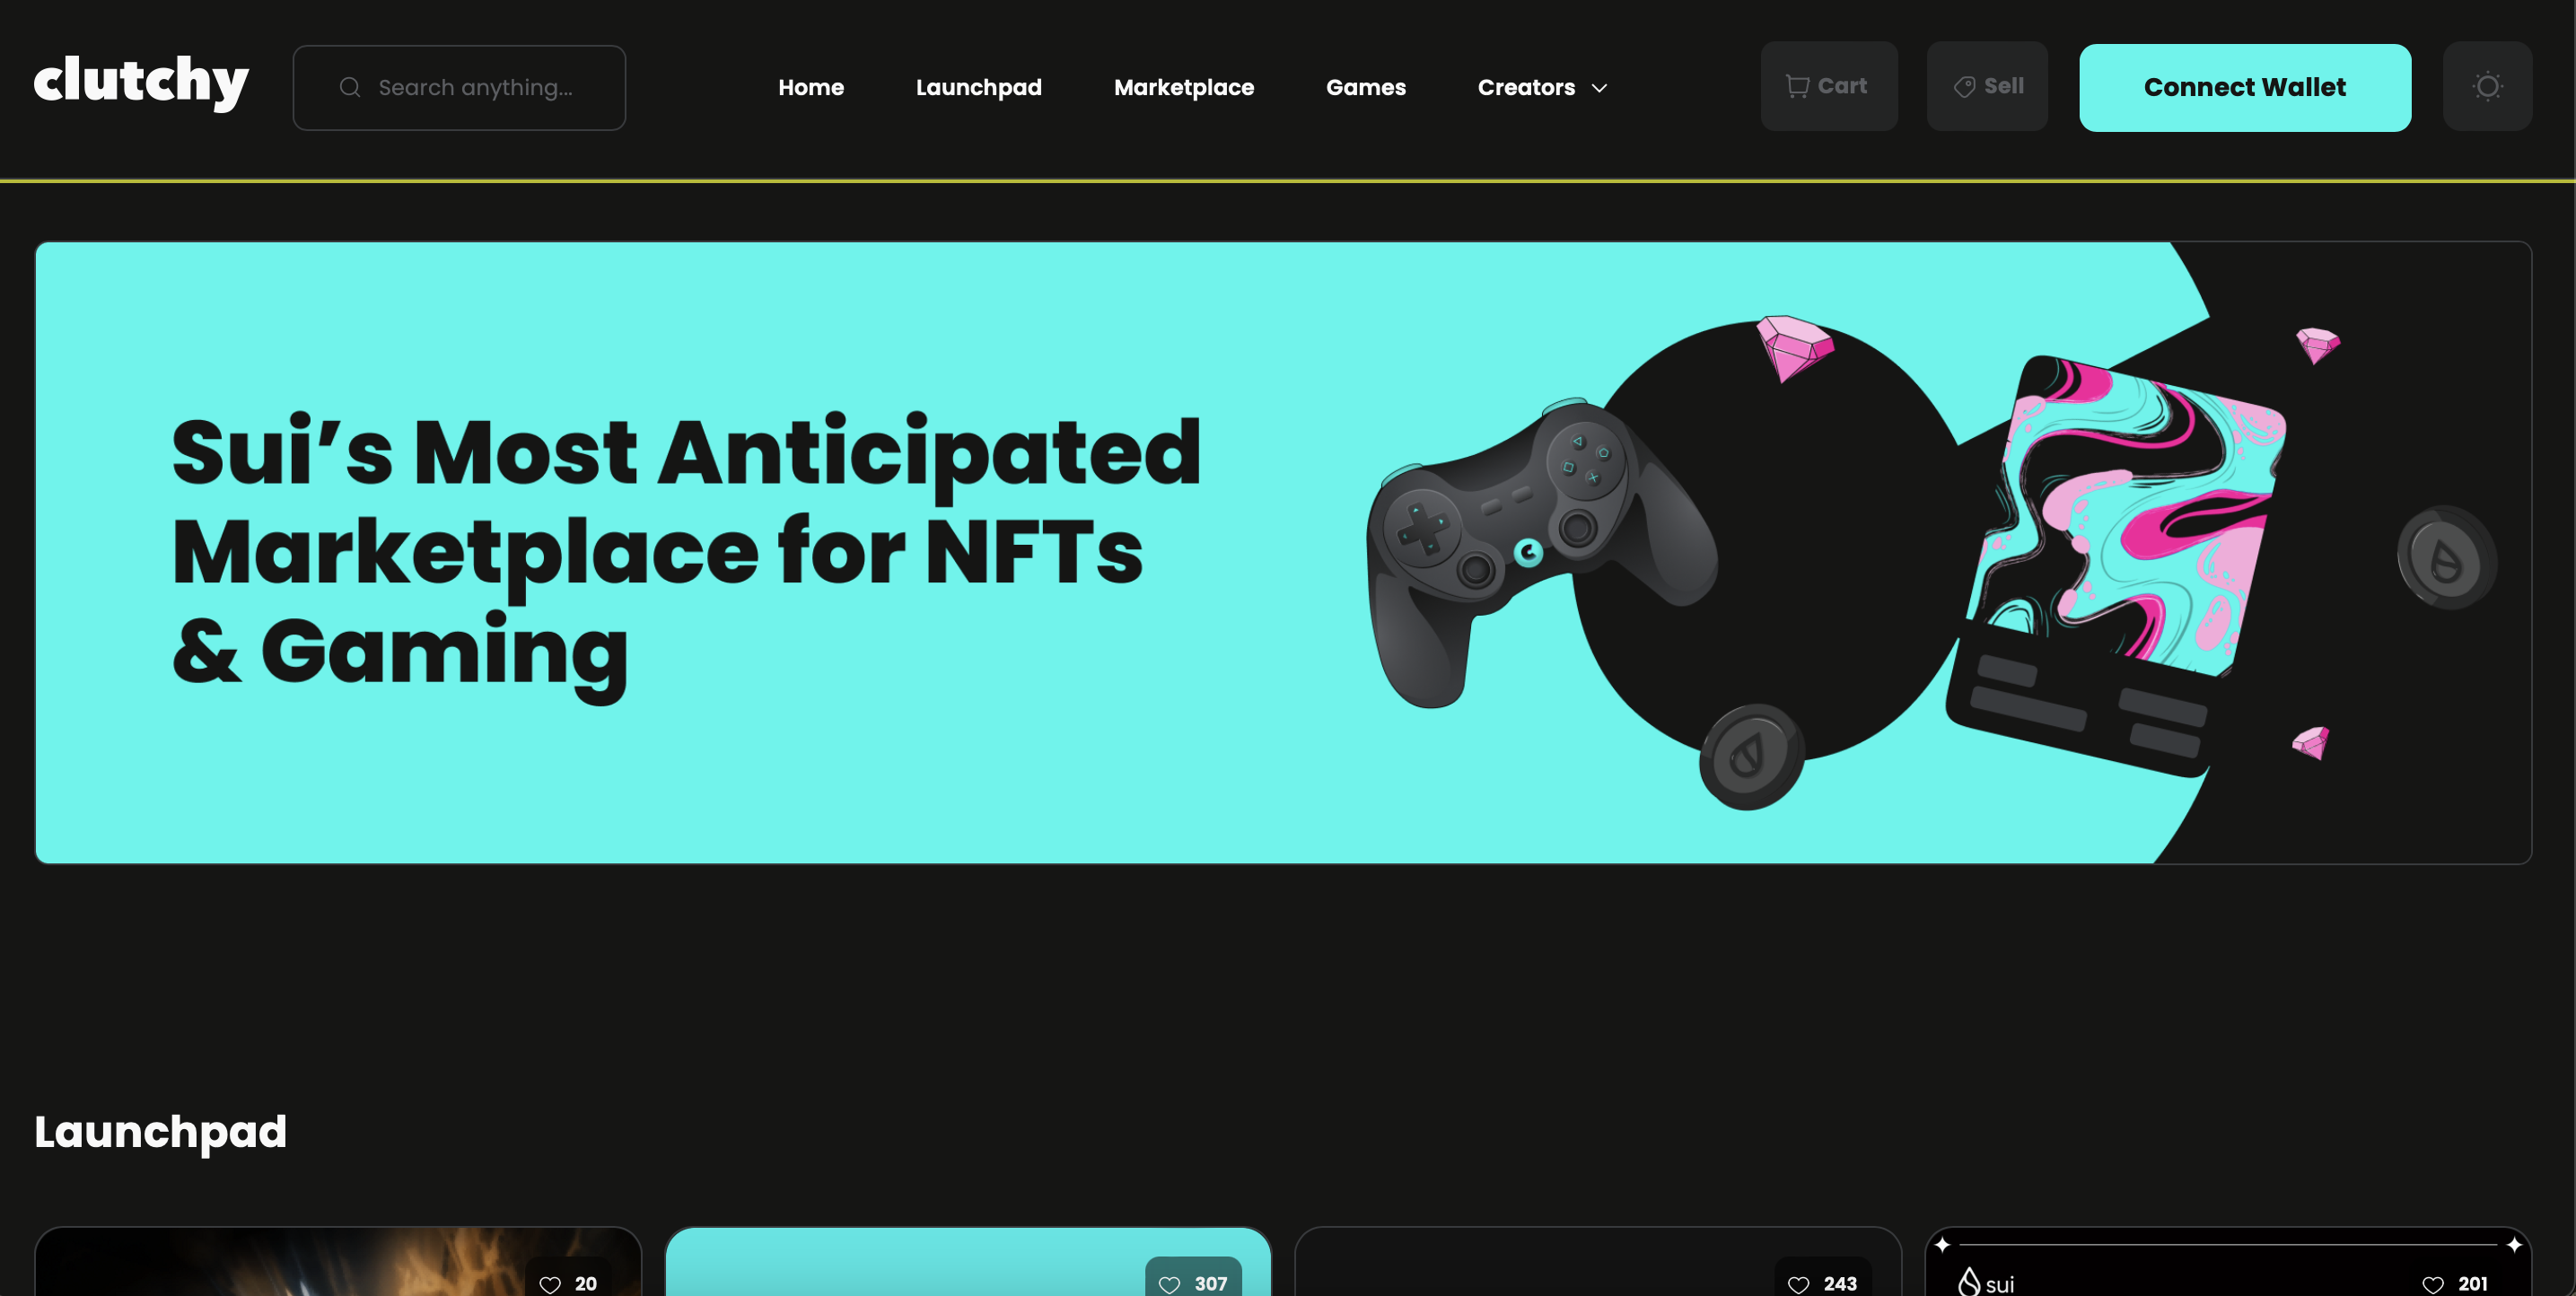 clutchy
Search anything...
Home
Launchpad
Marketplace
Games
Creators
Cart
Sell
Connect Wallet
Sui’s Most Anticipated
Marketplace for NFTs
& Gaming
Launchpad
20
307
243
sui
201